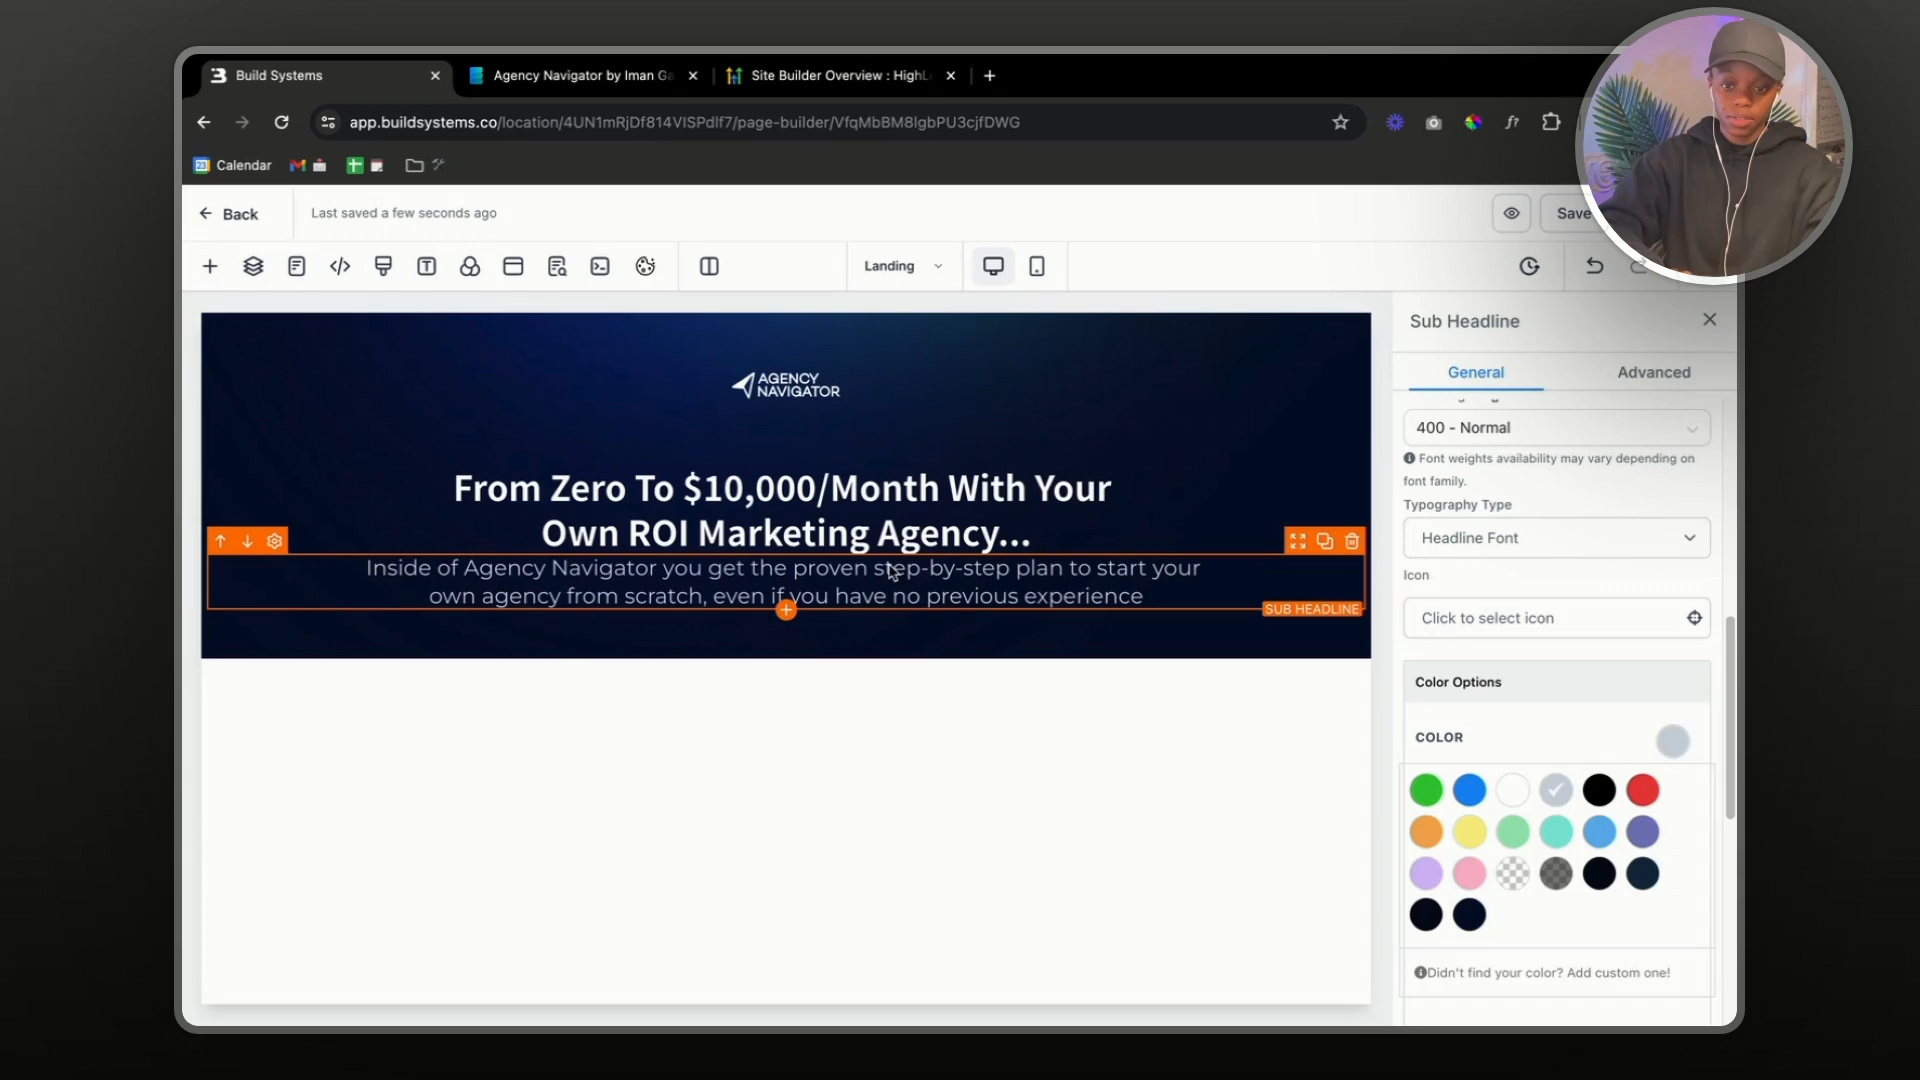 Build Systems
Agency Navigator by Iman Ga
Site Builder Overview : HighL
app.buildsystems.co/location/4UN1mRjDf814VISPdlf7/page-builder/VfqMbBM8lgbPU3cjfDWG
f?
23 Calendar
Back
Last saved a few seconds ago
Save
Landing
Sub Headline
General
Advanced
AGENCY
NAVIGATOR
From Zero To $10,000/Month With Your
Own ROI Marketing Agency...
Inside of Agency Navigator you get the proven step-by-step plan to start your
own agency from scratch, even if you have no previous experience
SUB HEADLINE
400 - Normal
Font weights availability may vary depending on
font family.
Typography Type
Headline Font
Icon
Click to select icon
Color Options
COLOR
Didn't find your color? Add custom one!